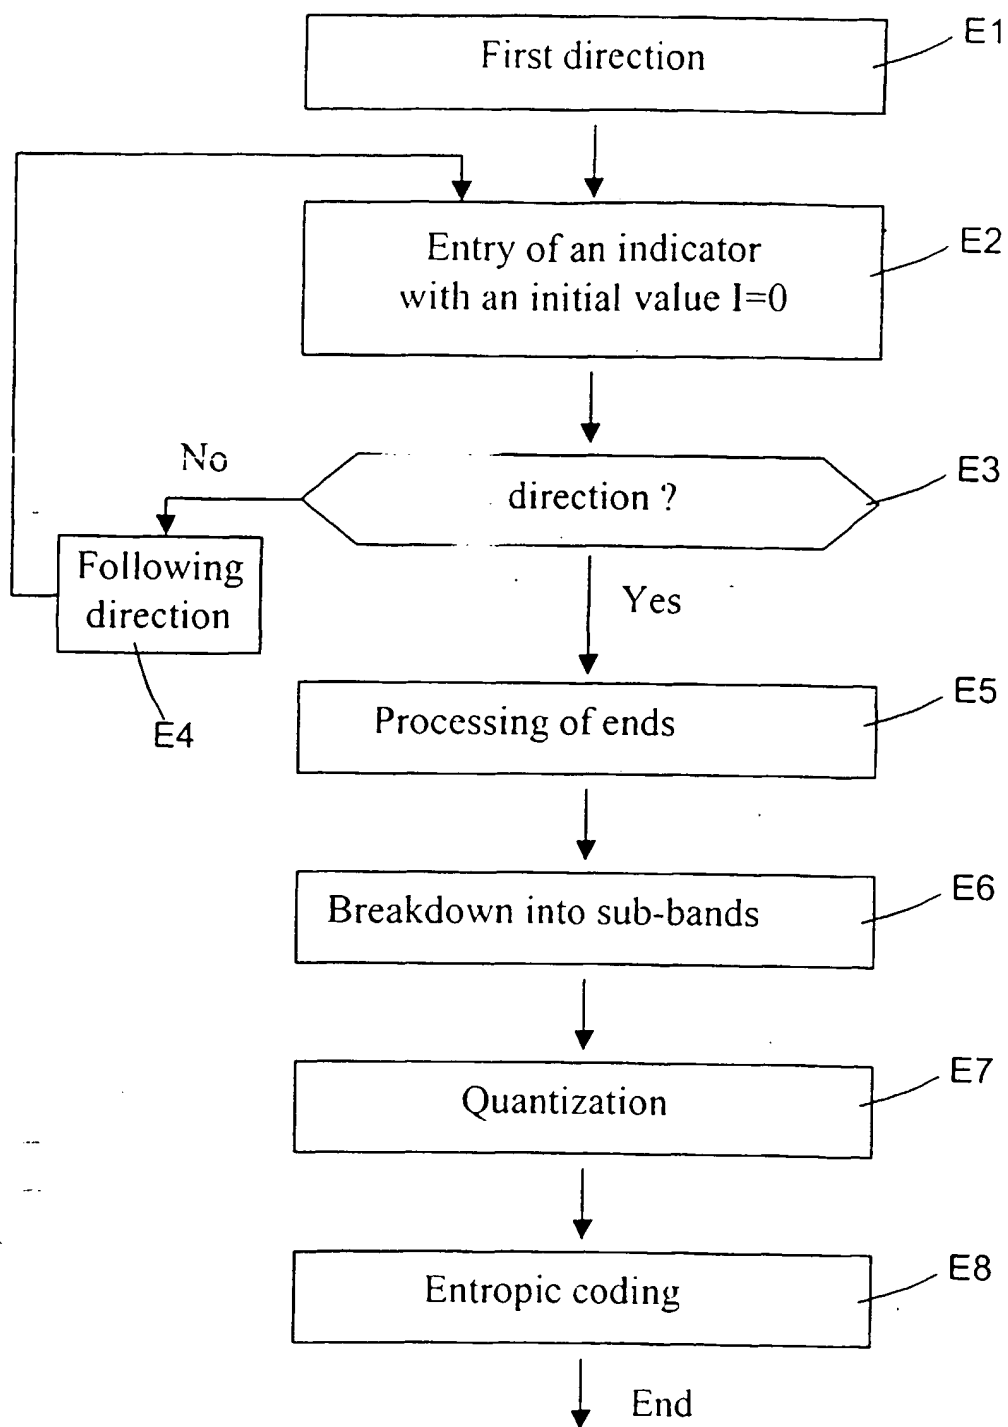 First direction
E1
Entry of an indicator
with an initial value I=0
E2
No
direction ?
E3
Following
direction
E4
Yes
Processing of ends
E5
Breakdown into sub-bands
E6
Quantization
E7
Entropic coding
E8
End